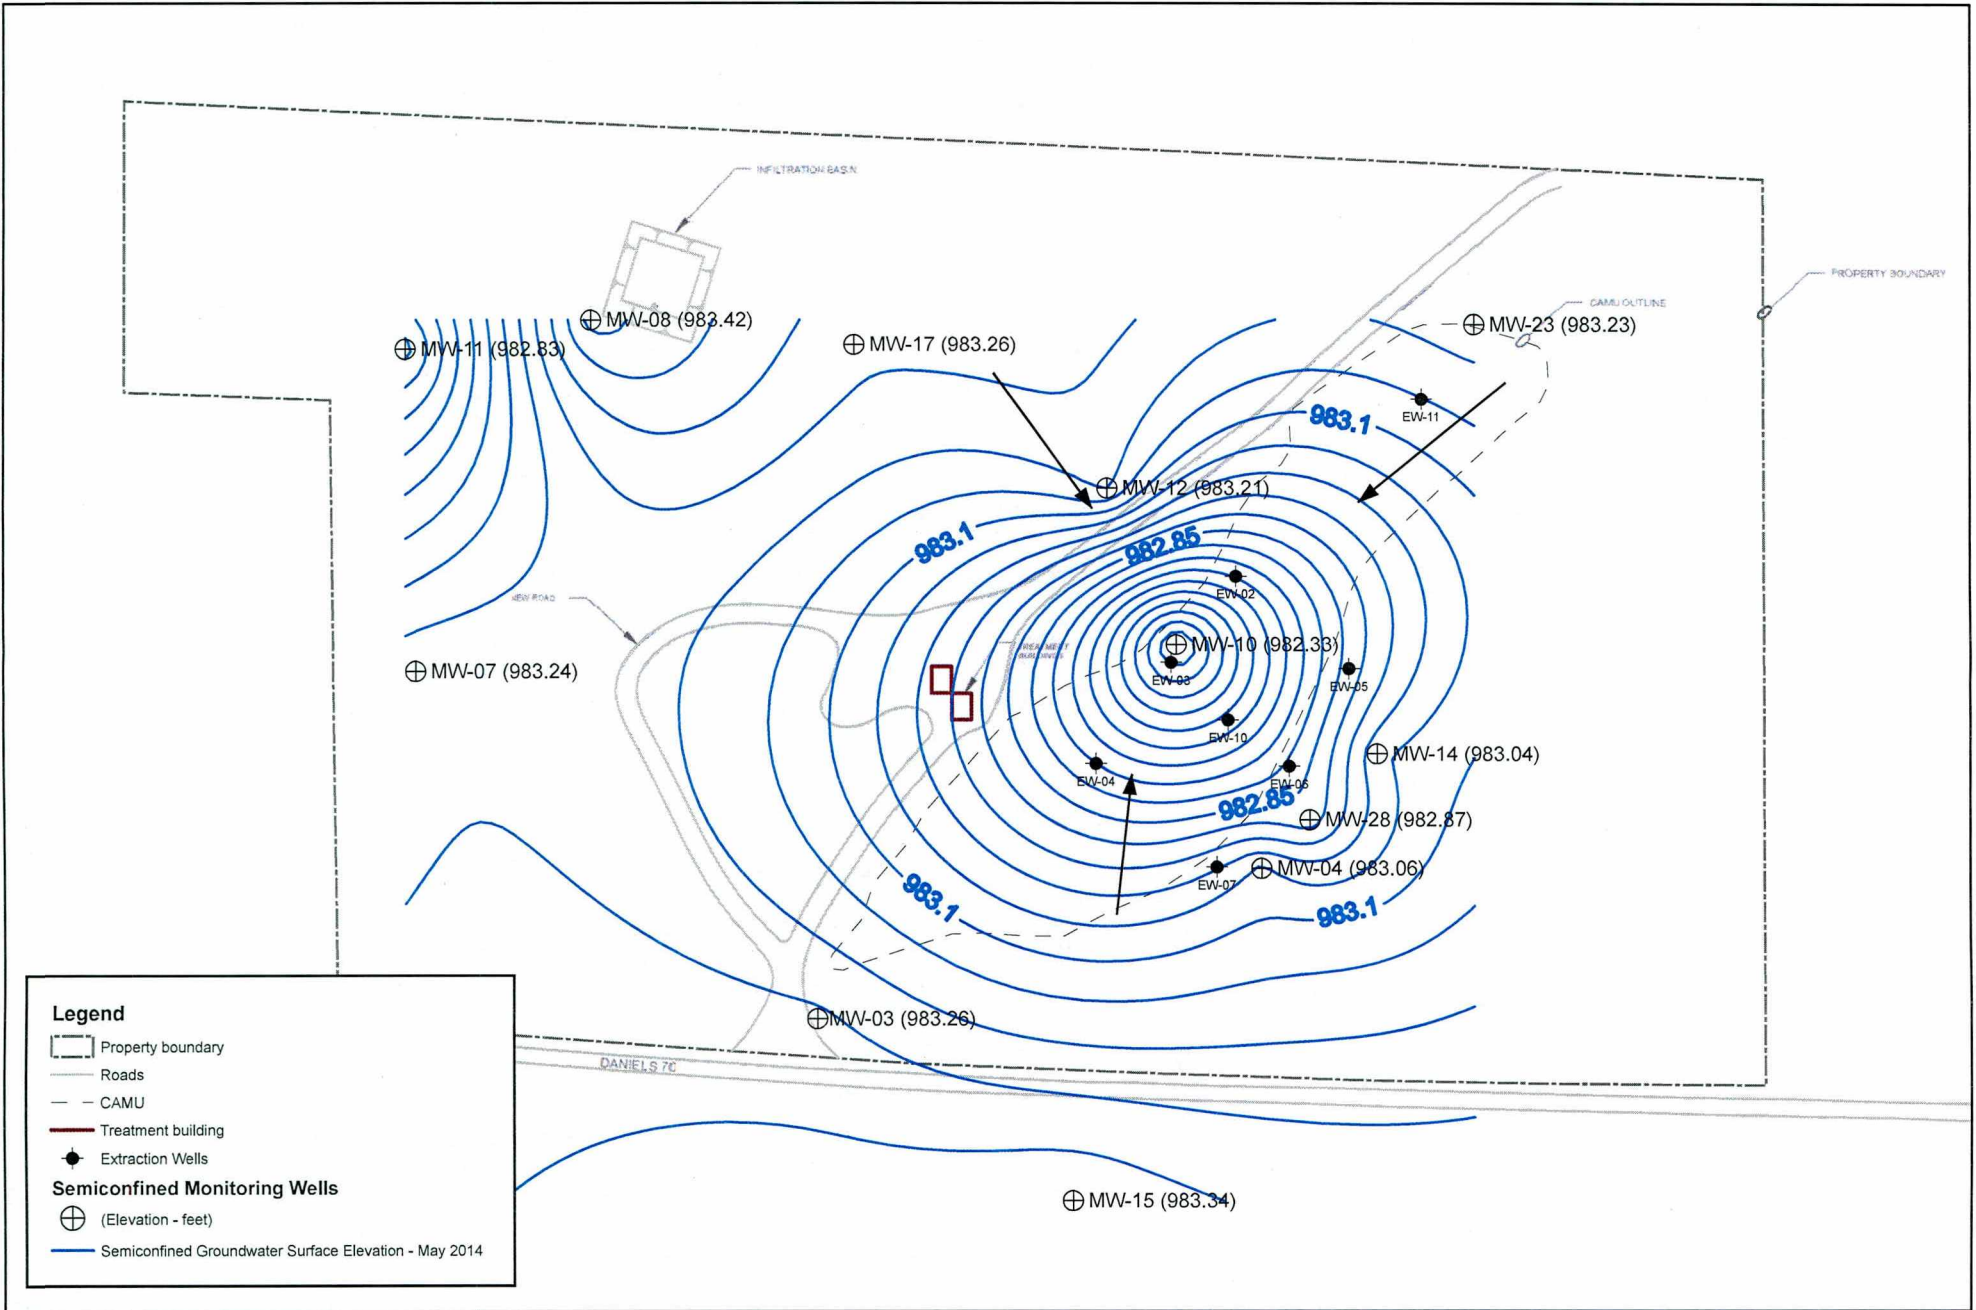 INFILTRATION BASIN
PROPERTY BOUNDARY
CAMU OUTLINE
MW-08 (983.42)
MW-23 (983.23)
MW-11 (982.83)
MW-17 (983.26)
EW-11
983.1
MW-12 (983.21)
983.1
982.85
EW-02
NEW ROAD
TREATMENT
BUILDINGS
MW-10 (982.33)
MW-07 (983.24)
EW-03
EW-05
EW-10
MW-14 (983.04)
EW-04
EW-06
982.85
MW-28 (982.87)
MW-04 (983.06)
EW-07
983.1
983.1
MW-03 (983.26)
DANIELS 70
MW-15 (983.34)
Legend
Property boundary
Roads
CAMU
Treatment building
Extraction Wells
Semiconfined Monitoring Wells
(Elevation - feet)
Semiconfined Groundwater Surface Elevation - May 2014